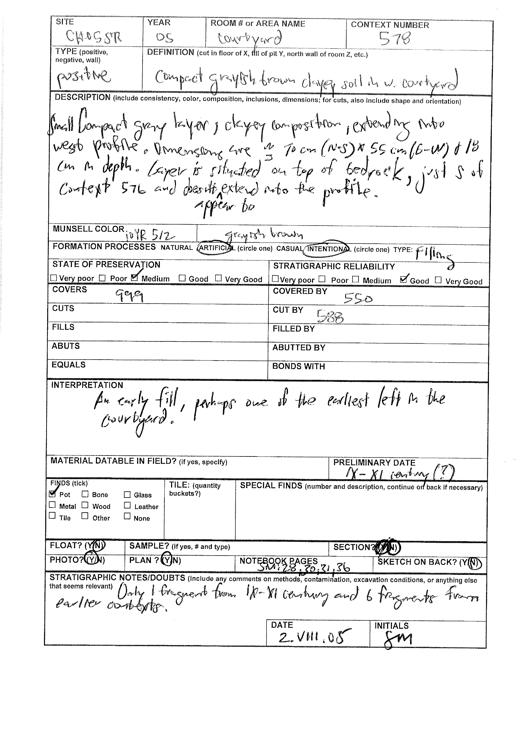 SITE YEAR ROOM # or AREA NAME CONTEXT NUMBER
CH05SR 05 Courtyard 578
TYPE (positive, negative, wall) DEFINITION (cut in floor of X, fill of pit Y, north wall of room Z, etc.)
positive Compact grayish brown clayey soil in w. courtyard
DESCRIPTION (include consistency, color, composition, inclusions, dimensions; for cuts, also include shape and orientation)
Small Compact gray layer, clayey composition, extending into
west profile. Dimensions are 70 cm (N-S) x 55 cm (E-W) & 18
cm in depth. Layer is situated on top of bedrock, just S of
Context 576 and doesn't appear to extend into the profile.
MUNSELL COLOR 10YR 5/2 grayish brown
FORMATION PROCESSES NATURAL ARTIFICIAL (circle one) CASUAL INTENTIONAL (circle one) TYPE: Filling
STATE OF PRESERVATION STRATIGRAPHIC RELIABILITY
☐ Very poor ☐ Poor ☑ Medium ☐ Good ☐ Very Good ☐ Very poor ☐ Poor ☐ Medium ☑ Good ☐ Very Good
COVERS 999 COVERED BY 550
CUTS CUT BY 588
FILLS FILLED BY
ABUTS ABUTTED BY
EQUALS BONDS WITH
INTERPRETATION
An early fill, perhaps one of the earliest left in the
courtyard.
MATERIAL DATABLE IN FIELD? (if yes, specify) PRELIMINARY DATE
IX - XI century (?)
FINDS (tick) TILE: (quantity buckets?) SPECIAL FINDS (number and description, continue on back if necessary)
☑ Pot ☐ Bone ☐ Glass
☐ Metal ☐ Wood ☐ Leather
☐ Tile ☐ Other ☐ None
FLOAT? (Y/N) SAMPLE? (if yes, # and type) SECTION? (Y/N)
PHOTO? (Y/N) PLAN ? (Y/N) NOTEBOOK PAGES SM: 28, 30, 31, 36 SKETCH ON BACK? (Y/N)
STRATIGRAPHIC NOTES/DOUBTS (Include any comments on methods, contamination, excavation conditions, or anything else
that seems relevant) Only 1 fragment from IX-XI century and 6 fragments from
earlier contexts.
DATE INITIALS
2.VIII.05 SM